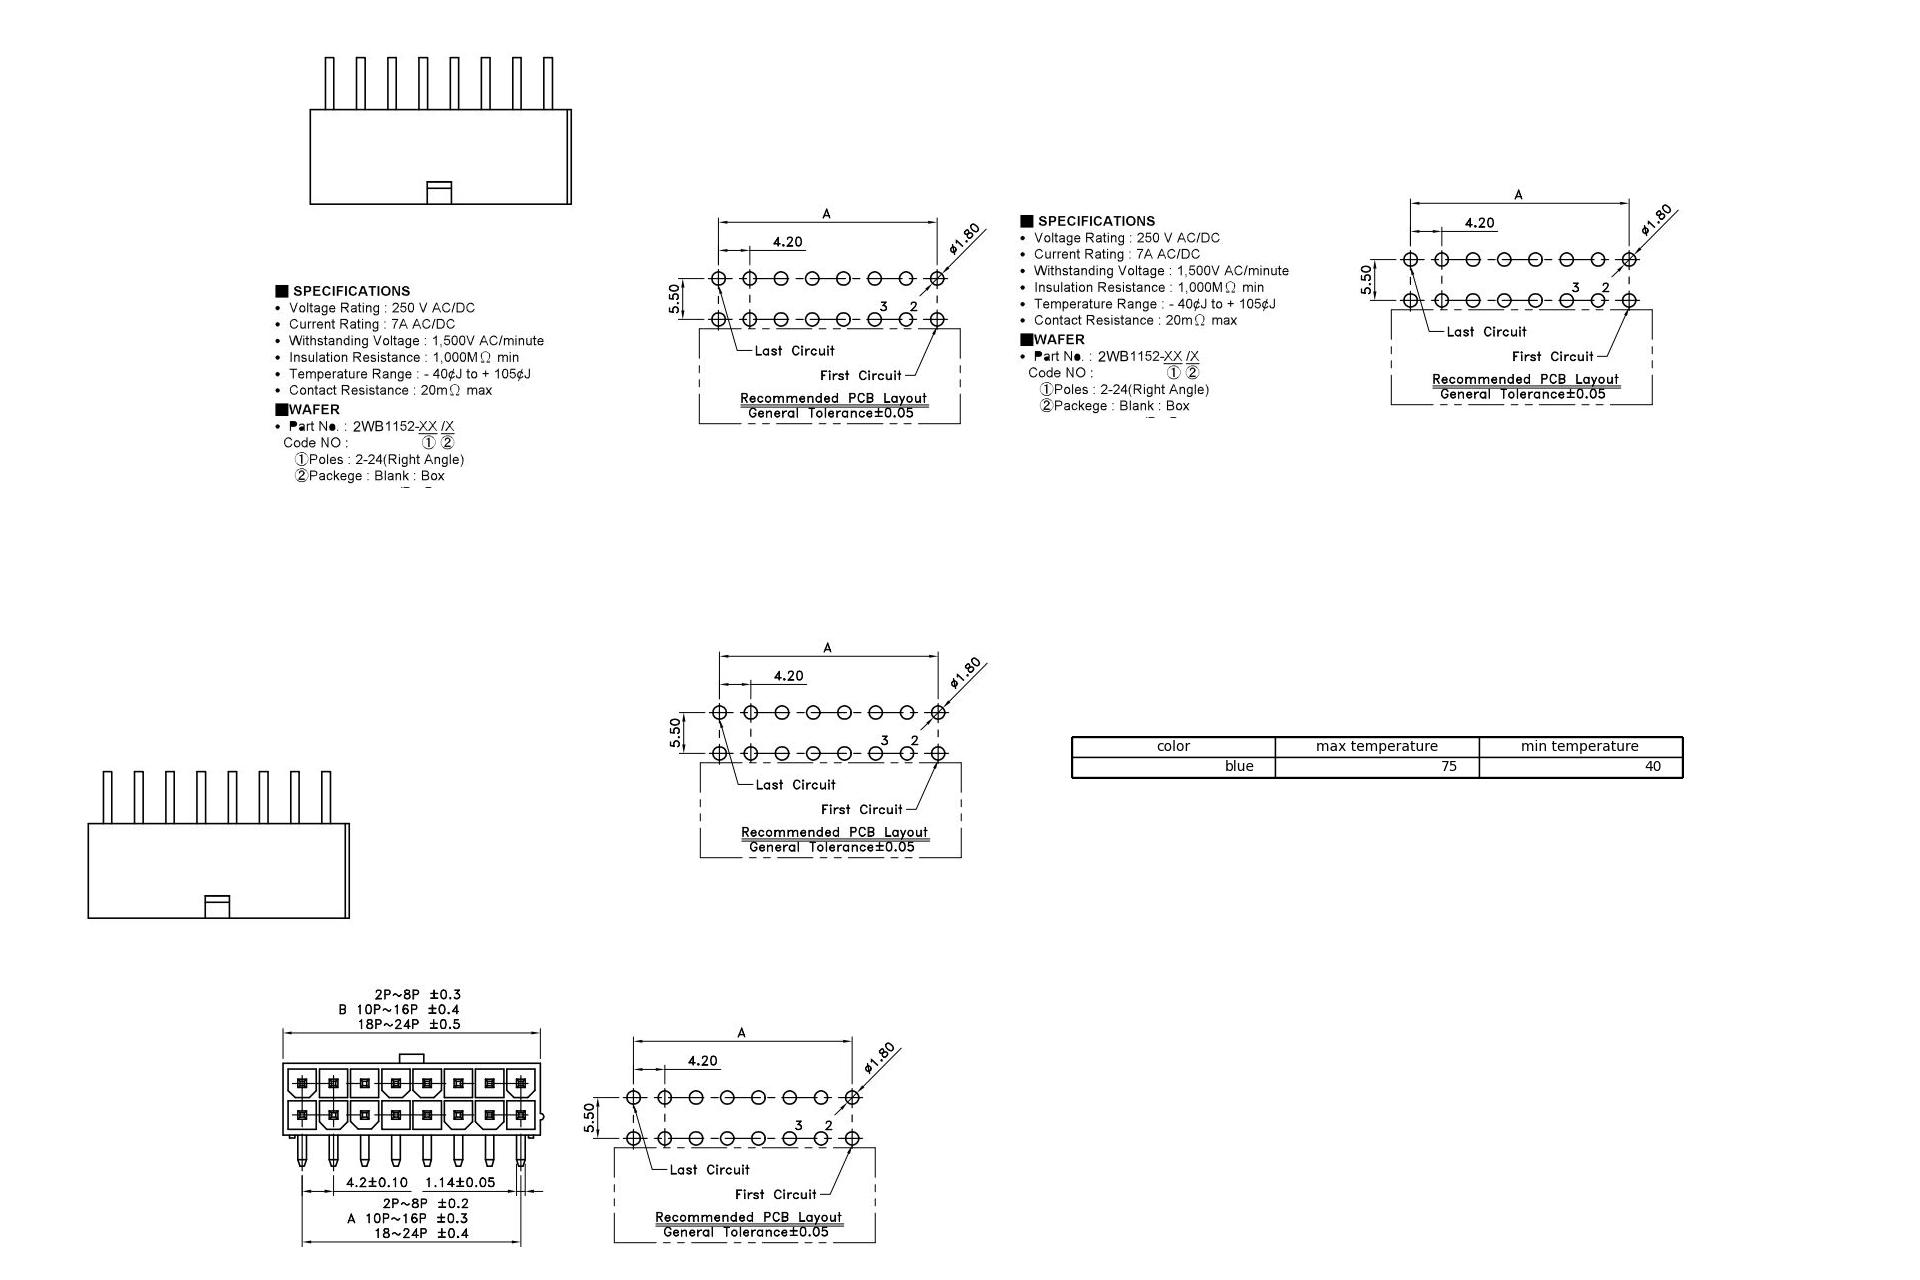 A
4.20
ø1.80
5.50
3 2
Last Circuit
First Circuit
Recommended PCB Layout
General Tolerance±0.05
■ SPECIFICATIONS
• Voltage Rating : 250 V AC/DC
• Current Rating : 7A AC/DC
• Withstanding Voltage : 1,500V AC/minute
• Insulation Resistance : 1,000MΩ min
• Temperature Range : - 40¢J to + 105¢J
• Contact Resistance : 20mΩ max
■WAFER
• Part No. : 2WB1152-XX /X
Code NO : ① ②
①Poles : 2-24(Right Angle)
②Packege : Blank : Box
A
4.20
ø1.80
5.50
3 2
Last Circuit
First Circuit
Recommended PCB Layout
General Tolerance±0.05
■ SPECIFICATIONS
• Voltage Rating : 250 V AC/DC
• Current Rating : 7A AC/DC
• Withstanding Voltage : 1,500V AC/minute
• Insulation Resistance : 1,000MΩ min
• Temperature Range : - 40¢J to + 105¢J
• Contact Resistance : 20mΩ max
■WAFER
• Part No. : 2WB1152-XX /X
Code NO : ① ②
①Poles : 2-24(Right Angle)
②Packege : Blank : Box
A
4.20
ø1.80
5.50
3 2
Last Circuit
First Circuit
Recommended PCB Layout
General Tolerance±0.05
color max temperature min temperature
blue 75 40
2P~8P ±0.3
B 10P~16P ±0.4
18P~24P ±0.5
4.2±0.10 1.14±0.05
2P~8P ±0.2
A 10P~16P ±0.3
18~24P ±0.4
A
4.20
ø1.80
5.50
3 2
Last Circuit
First Circuit
Recommended PCB Layout
General Tolerance±0.05